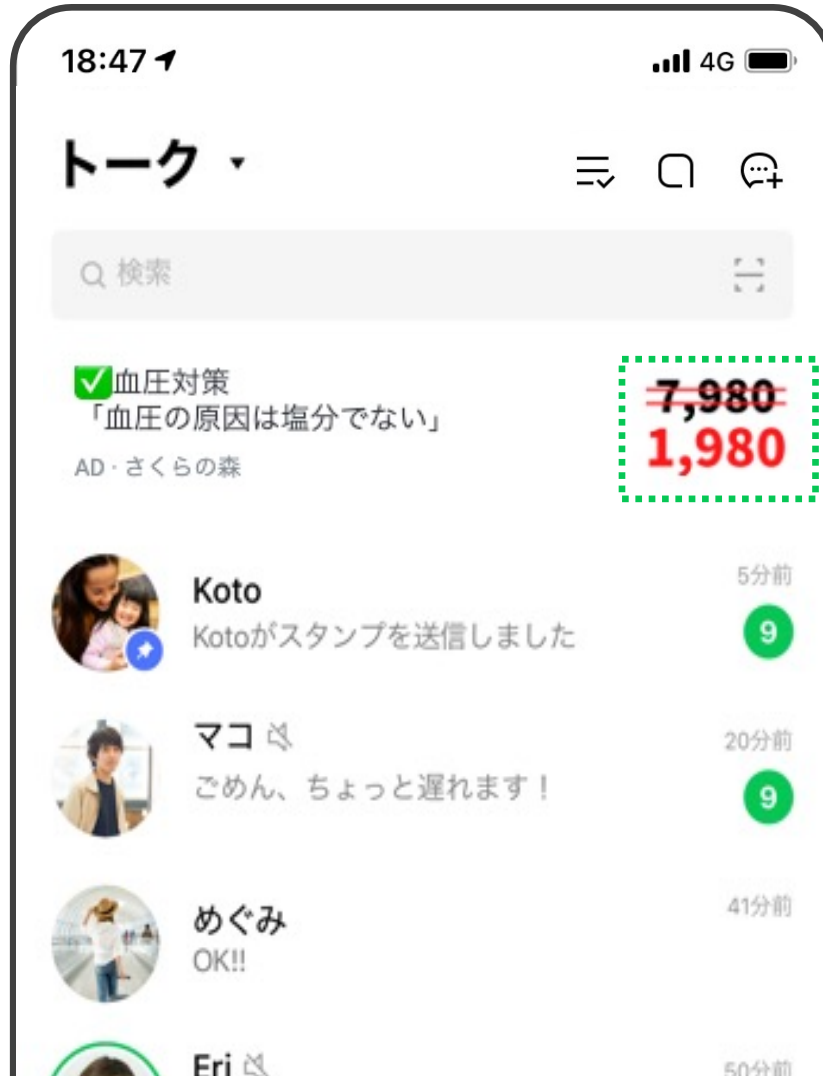 18:47
4G
トーク
検索
✅血圧対策
「血圧の原因は塩分でない」
AD · さくらの森
7,980
1,980
Koto
5分前
Kotoがスタンプを送信しました
9
マコ
20分前
ごめん、ちょっと遅れます！
9
めぐみ
41分前
OK!!
Eri
50分前